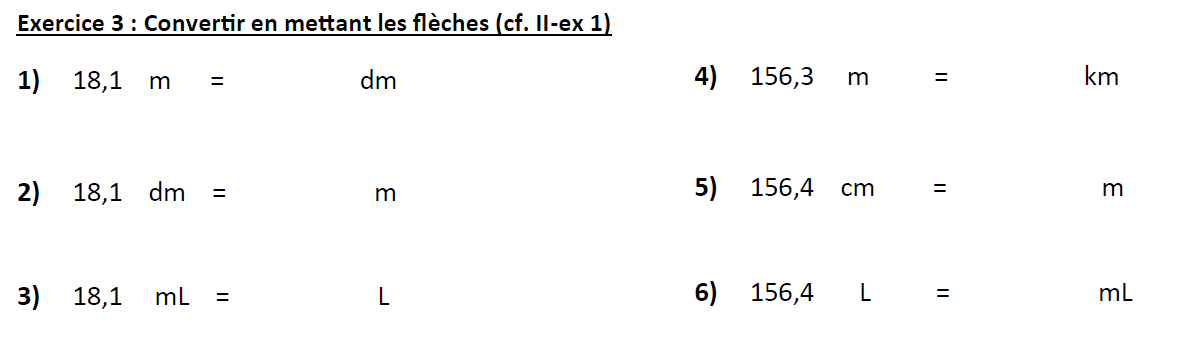 Exercice 3 : Convertir en mettant les flèches (cf. II-ex 1)
1) 18,1 m = dm
2) 18,1 dm = m
3) 18,1 mL = L
4) 156,3 m = km
5) 156,4 cm = m
6) 156,4 L = mL